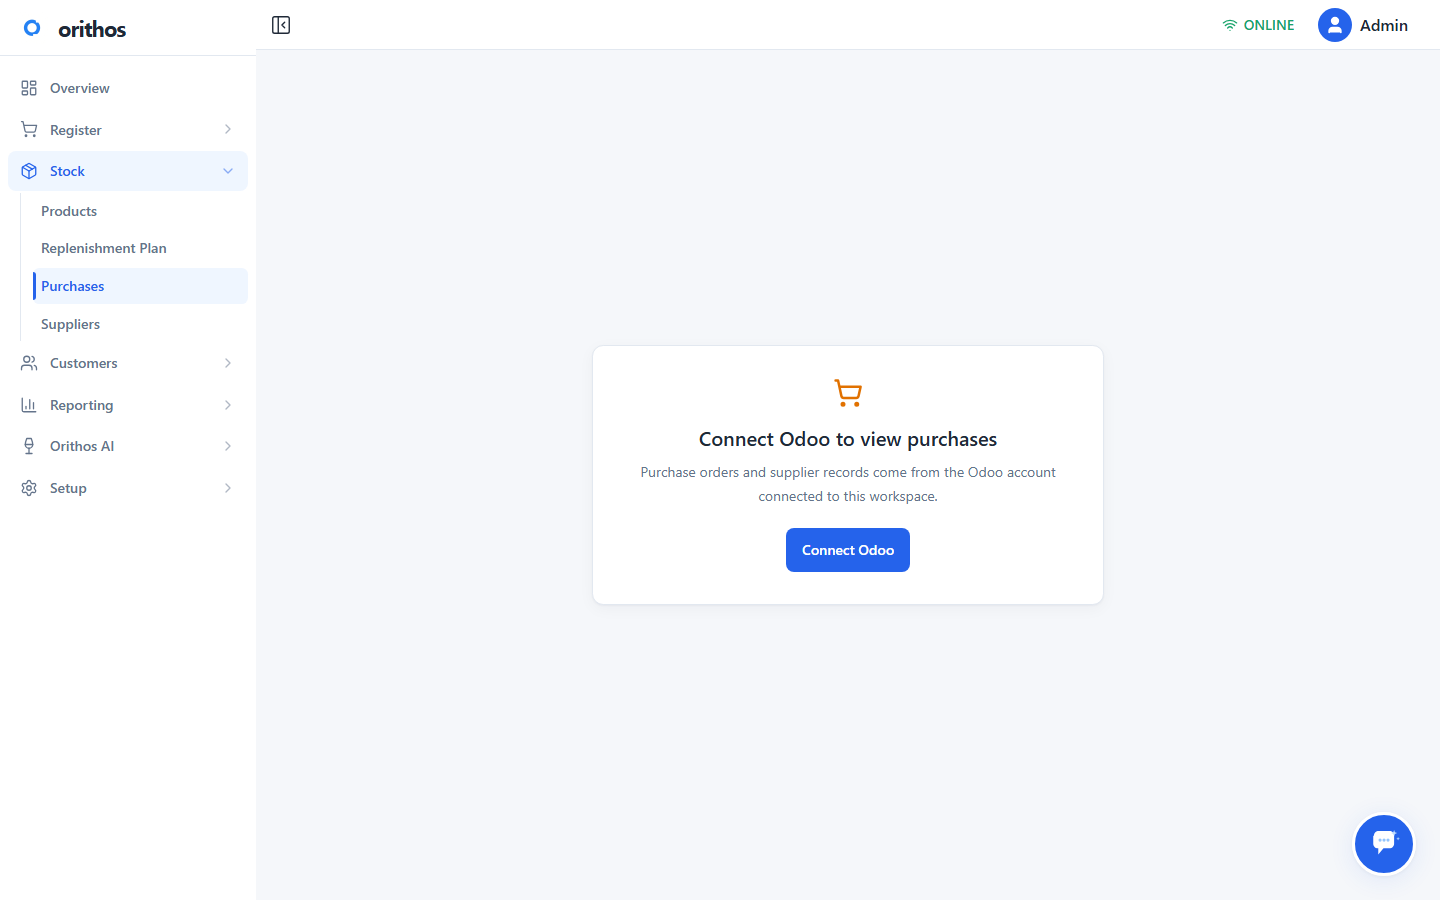 orithos
ONLINE
Admin
Overview
Register
Stock
Products
Replenishment Plan
Purchases
Suppliers
Customers
Reporting
Orithos AI
Setup
Connect Odoo to view purchases
Purchase orders and supplier records come from the Odoo account
connected to this workspace.
Connect Odoo